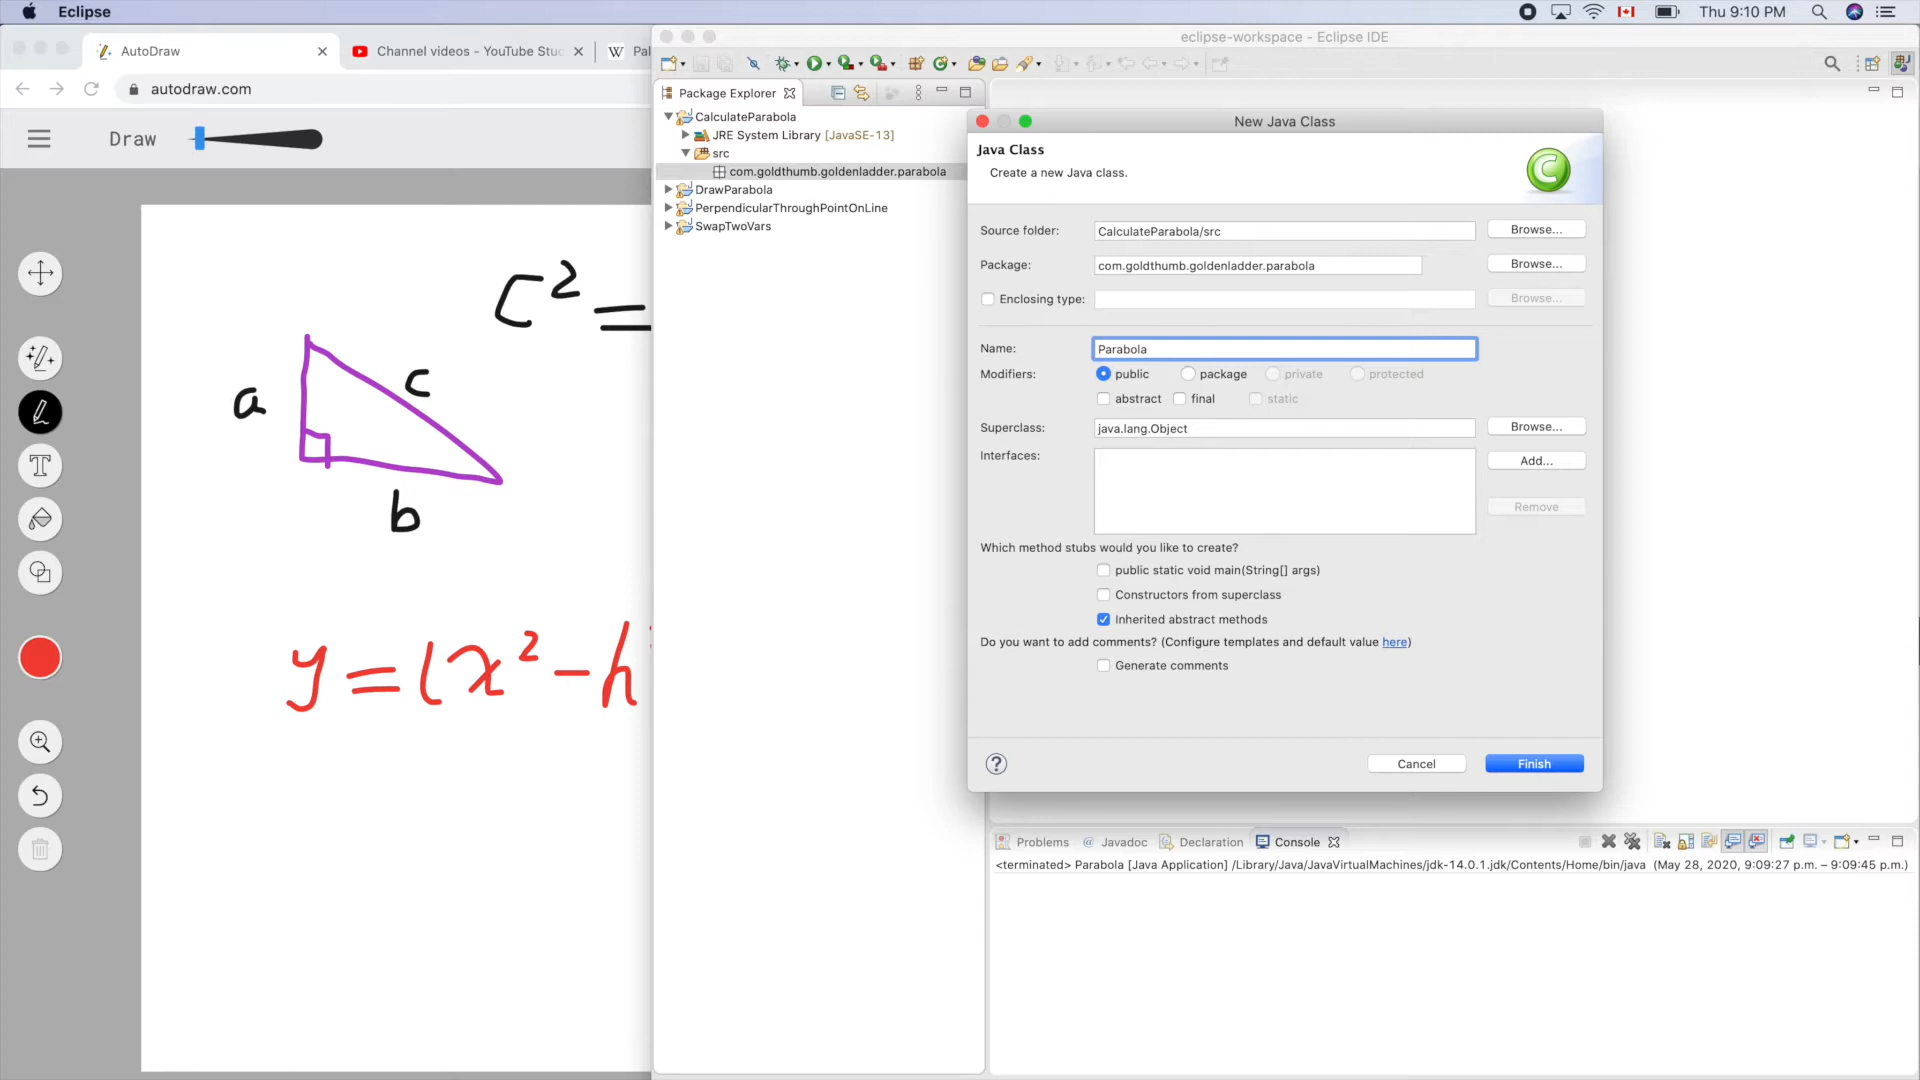 Eclipse
Thu 9:10 PM
AutoDraw
Channel videos - YouTube Stu
autodraw.com
Draw
C² =
a
c
b
y = (x² - h
eclipse-workspace - Eclipse IDE
Package Explorer
CalculateParabola
JRE System Library [JavaSE-13]
src
com.goldthumb.goldenladder.parabola
DrawParabola
PerpendicularThroughPointOnLine
SwapTwoVars
New Java Class
Java Class
Create a new Java class.
Source folder: CalculateParabola/src Browse...
Package: com.goldthumb.goldenladder.parabola Browse...
Enclosing type: Browse...
Name: Parabola
Modifiers: public package private protected
abstract final static
Superclass: java.lang.Object Browse...
Interfaces: Add...
Remove
Which method stubs would you like to create?
public static void main(String[] args)
Constructors from superclass
Inherited abstract methods
Do you want to add comments? (Configure templates and default value here)
Generate comments
? Cancel Finish
Problems @ Javadoc Declaration Console
<terminated> Parabola [Java Application] /Library/Java/JavaVirtualMachines/jdk-14.0.1.jdk/Contents/Home/bin/java (May 28, 2020, 9:09:27 p.m. – 9:09:45 p.m.)